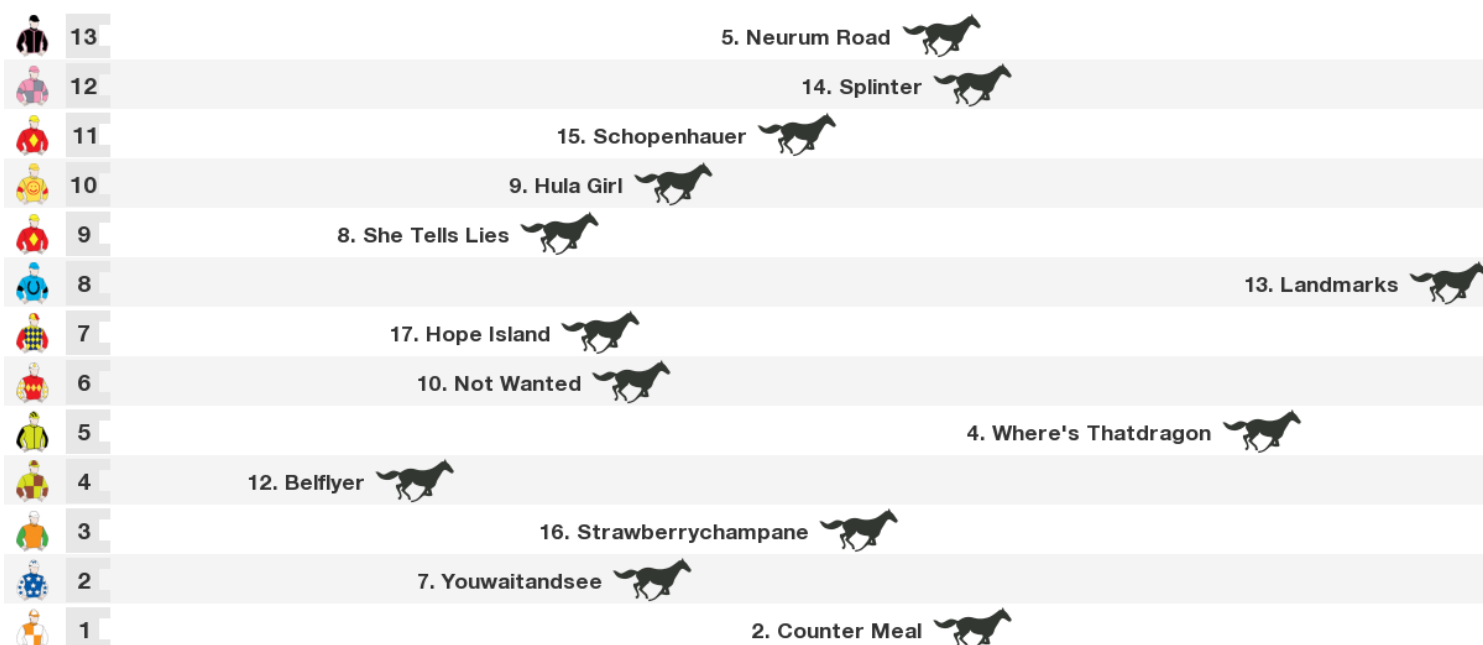 13 5. Neurum Road
12 14. Splinter
11 15. Schopenhauer
10 9. Hula Girl
9 8. She Tells Lies
8 13. Landmarks
7 17. Hope Island
6 10. Not Wanted
5 4. Where's Thatdragon
4 12. Belflyer
3 16. Strawberrychampane
2 7. Youwaitandsee
1 2. Counter Meal